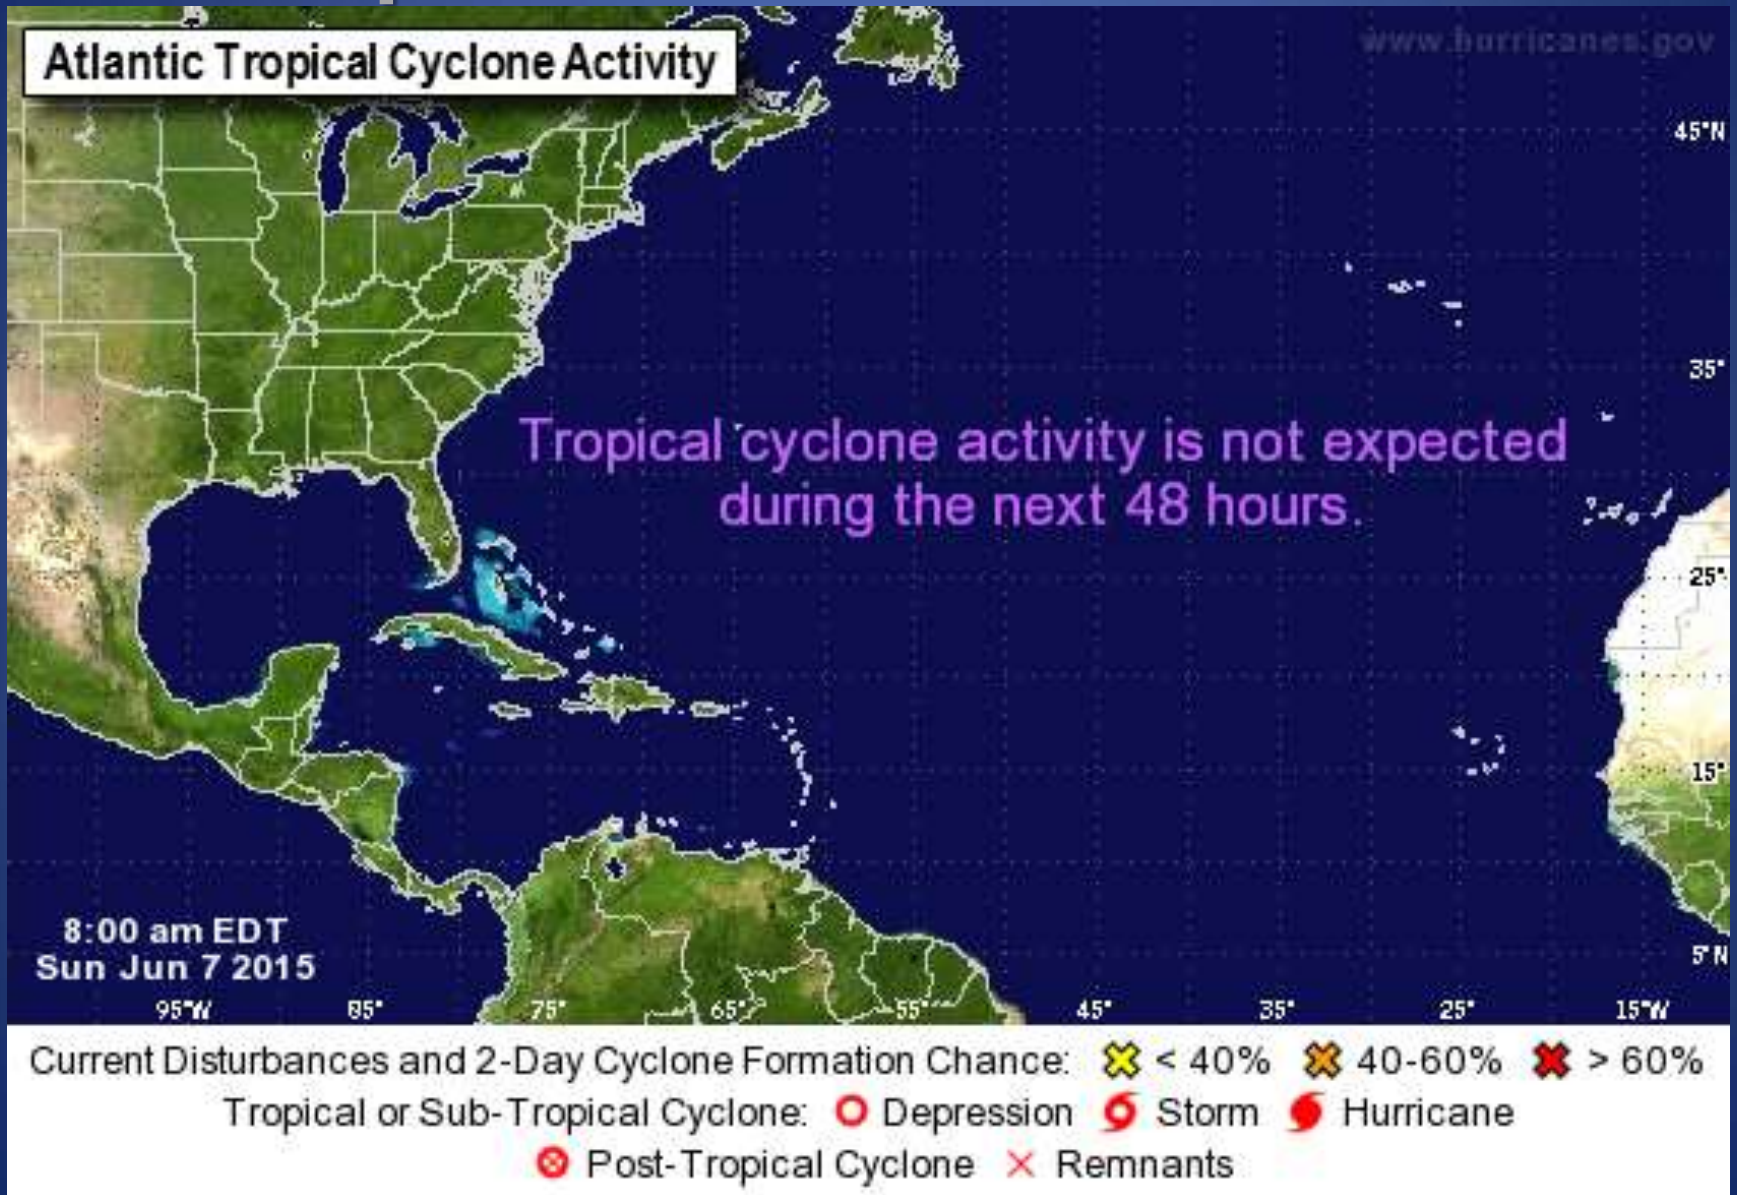 Atlantic Tropical Cyclone Activity
www.hurricanes.gov
45°N
35°
Tropical cyclone activity is not expected
during the next 48 hours.
25°
15°
8:00 am EDT
Sun Jun 7 2015
5°N
95°W 85° 75° 65° 55° 45° 35° 25° 15°W
Current Disturbances and 2-Day Cyclone Formation Chance: < 40% 40-60% > 60%
Tropical or Sub-Tropical Cyclone: Depression Storm Hurricane
Post-Tropical Cyclone Remnants